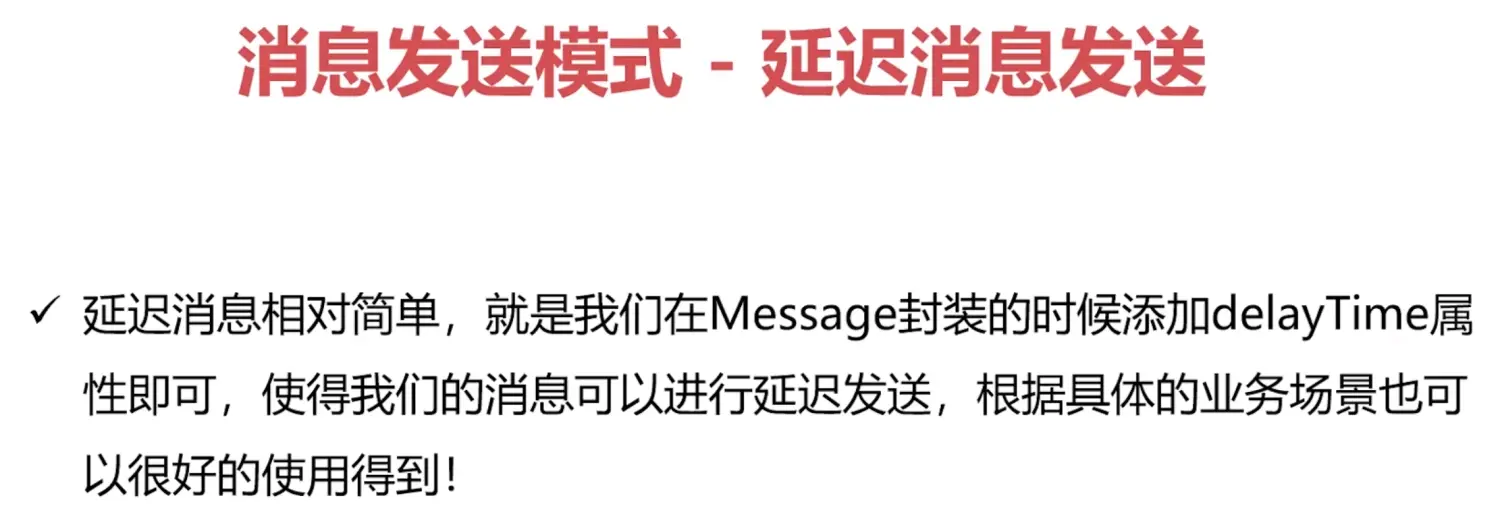 消息发送模式 - 延迟消息发送
✓ 延迟消息相对简单，就是我们在Message封装的时候添加delayTime属
性即可，使得我们的消息可以进行延迟发送，根据具体的业务场景也可
以很好的使用得到！